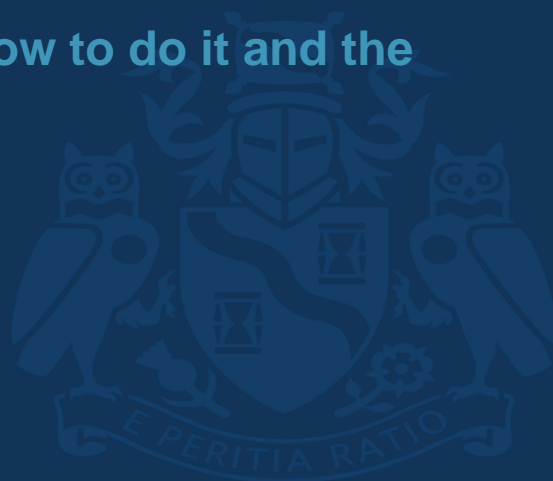 ow to do it and the
E PERITIA RATIO